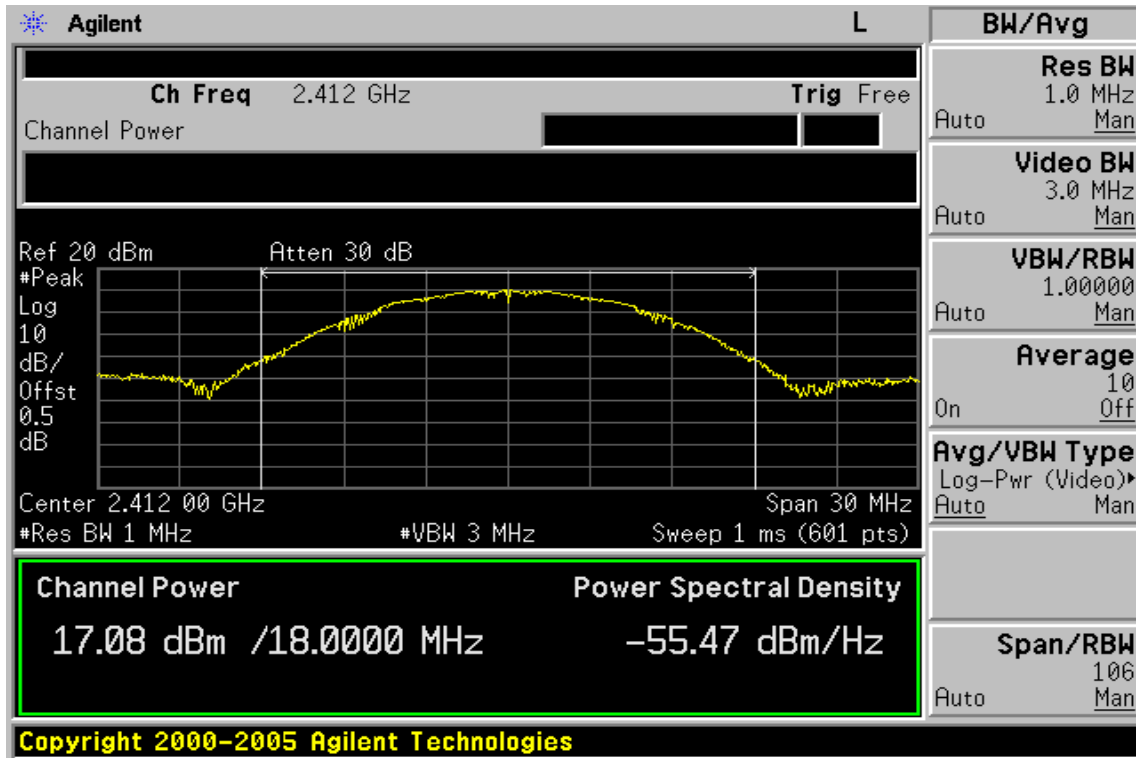 Agilent L
Ch Freq 2.412 GHz Trig Free
Channel Power
Ref 20 dBm Atten 30 dB
#Peak
Log
10
dB/
Offst
0.5
dB
Center 2.412 00 GHz Span 30 MHz
#Res BW 1 MHz #VBW 3 MHz Sweep 1 ms (601 pts)
Channel Power Power Spectral Density
17.08 dBm /18.0000 MHz -55.47 dBm/Hz
Copyright 2000-2005 Agilent Technologies
BW/Avg
Res BW
1.0 MHz
Auto Man
Video BW
3.0 MHz
Auto Man
VBW/RBW
1.00000
Auto Man
Average
10
On Off
Avg/VBW Type
Log-Pwr (Video)▸
Auto Man
Span/RBW
106
Auto Man